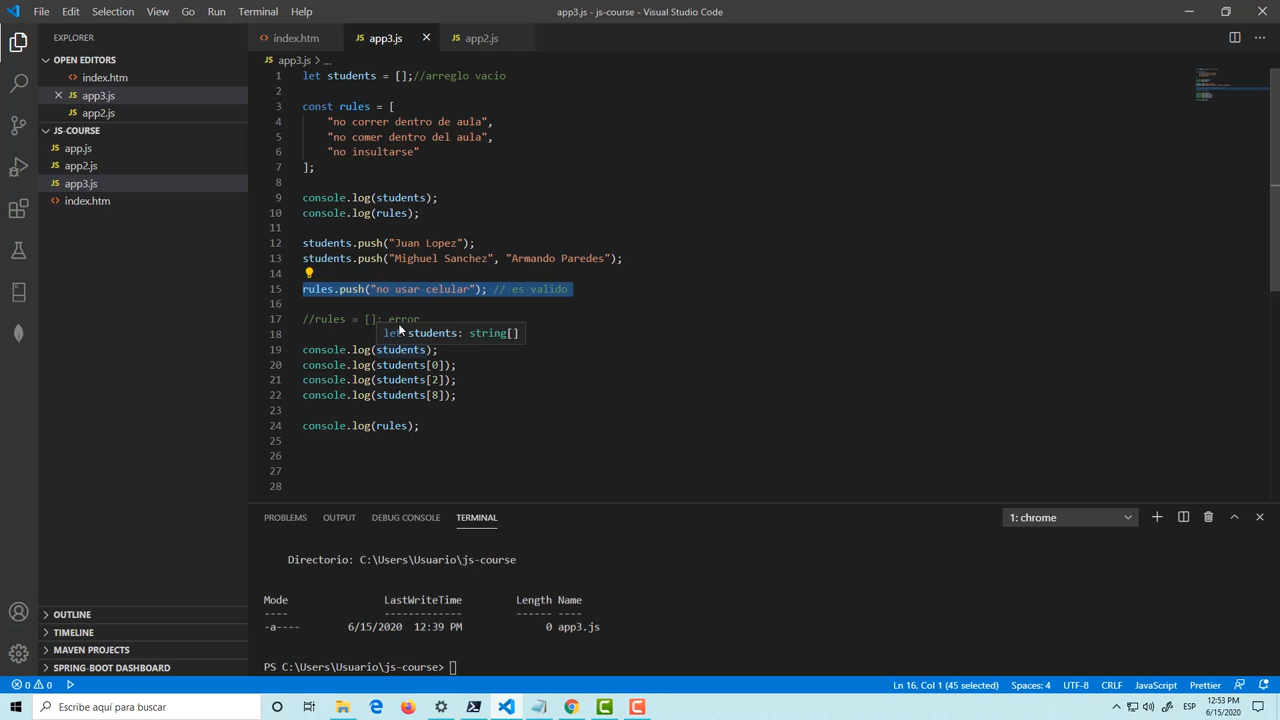 File Edit Selection View Go Run Terminal Help
app3.js - js-course - Visual Studio Code
EXPLORER
index.htm
app3.js
app2.js
OPEN EDITORS
index.htm
app3.js
app2.js
JS-COURSE
app.js
app2.js
app3.js
index.htm
OUTLINE
TIMELINE
MAVEN PROJECTS
SPRING-BOOT DASHBOARD
app3.js > ...
1 let students = [];//arreglo vacio
2
3 const rules = [
4 "no correr dentro de aula",
5 "no comer dentro del aula",
6 "no insultarse"
7 ];
8
9 console.log(students);
10 console.log(rules);
11
12 students.push("Juan Lopez");
13 students.push("Mighuel Sanchez", "Armando Paredes");
14
15 rules.push("no usar celular"); // es valido
16
17 //rules = []; error
18 let students: string[]
19 console.log(students);
20 console.log(students[0]);
21 console.log(students[2]);
22 console.log(students[8]);
23
24 console.log(rules);
25
26
27
28
PROBLEMS OUTPUT DEBUG CONSOLE TERMINAL
1: chrome
Directorio: C:\Users\Usuario\js-course
Mode LastWriteTime Length Name
---- ------------- ------ ----
-a---- 6/15/2020 12:39 PM 0 app3.js
PS C:\Users\Usuario\js-course>
0 0
Ln 16, Col 1 (45 selected) Spaces: 4 UTF-8 CRLF JavaScript Prettier
Escribe aquí para buscar
ESP
12:53 PM
6/15/2020